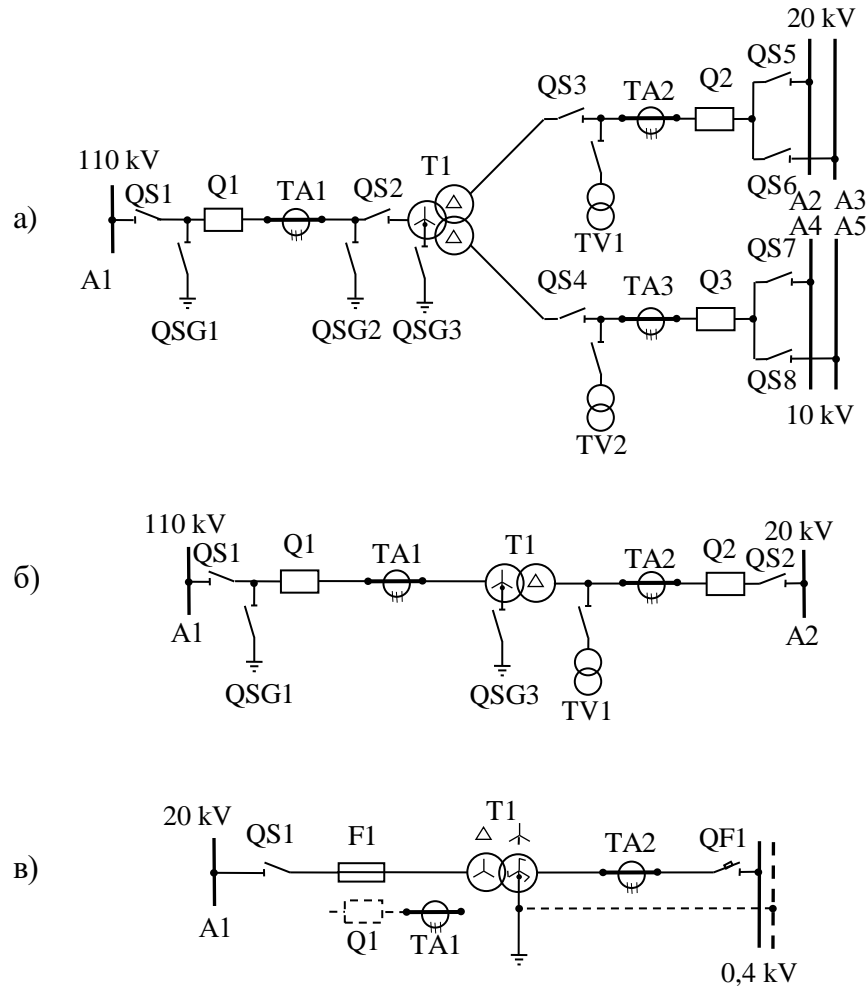 20 kV
QS5
Q2
TA2
QS3
110 kV
T1
QS1
Q1
TA1
QS2
QS6
A2
A3
A4
A5
а)
TV1
QS7
A1
QS4
TA3
Q3
QSG1
QSG2
QSG3
QS8
TV2
10 kV
110 kV
QS1
Q1
TA1
T1
TA2
Q2
20 kV
QS2
б)
A1
A2
QSG1
QSG3
TV1
20 kV
QS1
F1
T1
TA2
QF1
в)
A1
Q1
TA1
0,4 kV